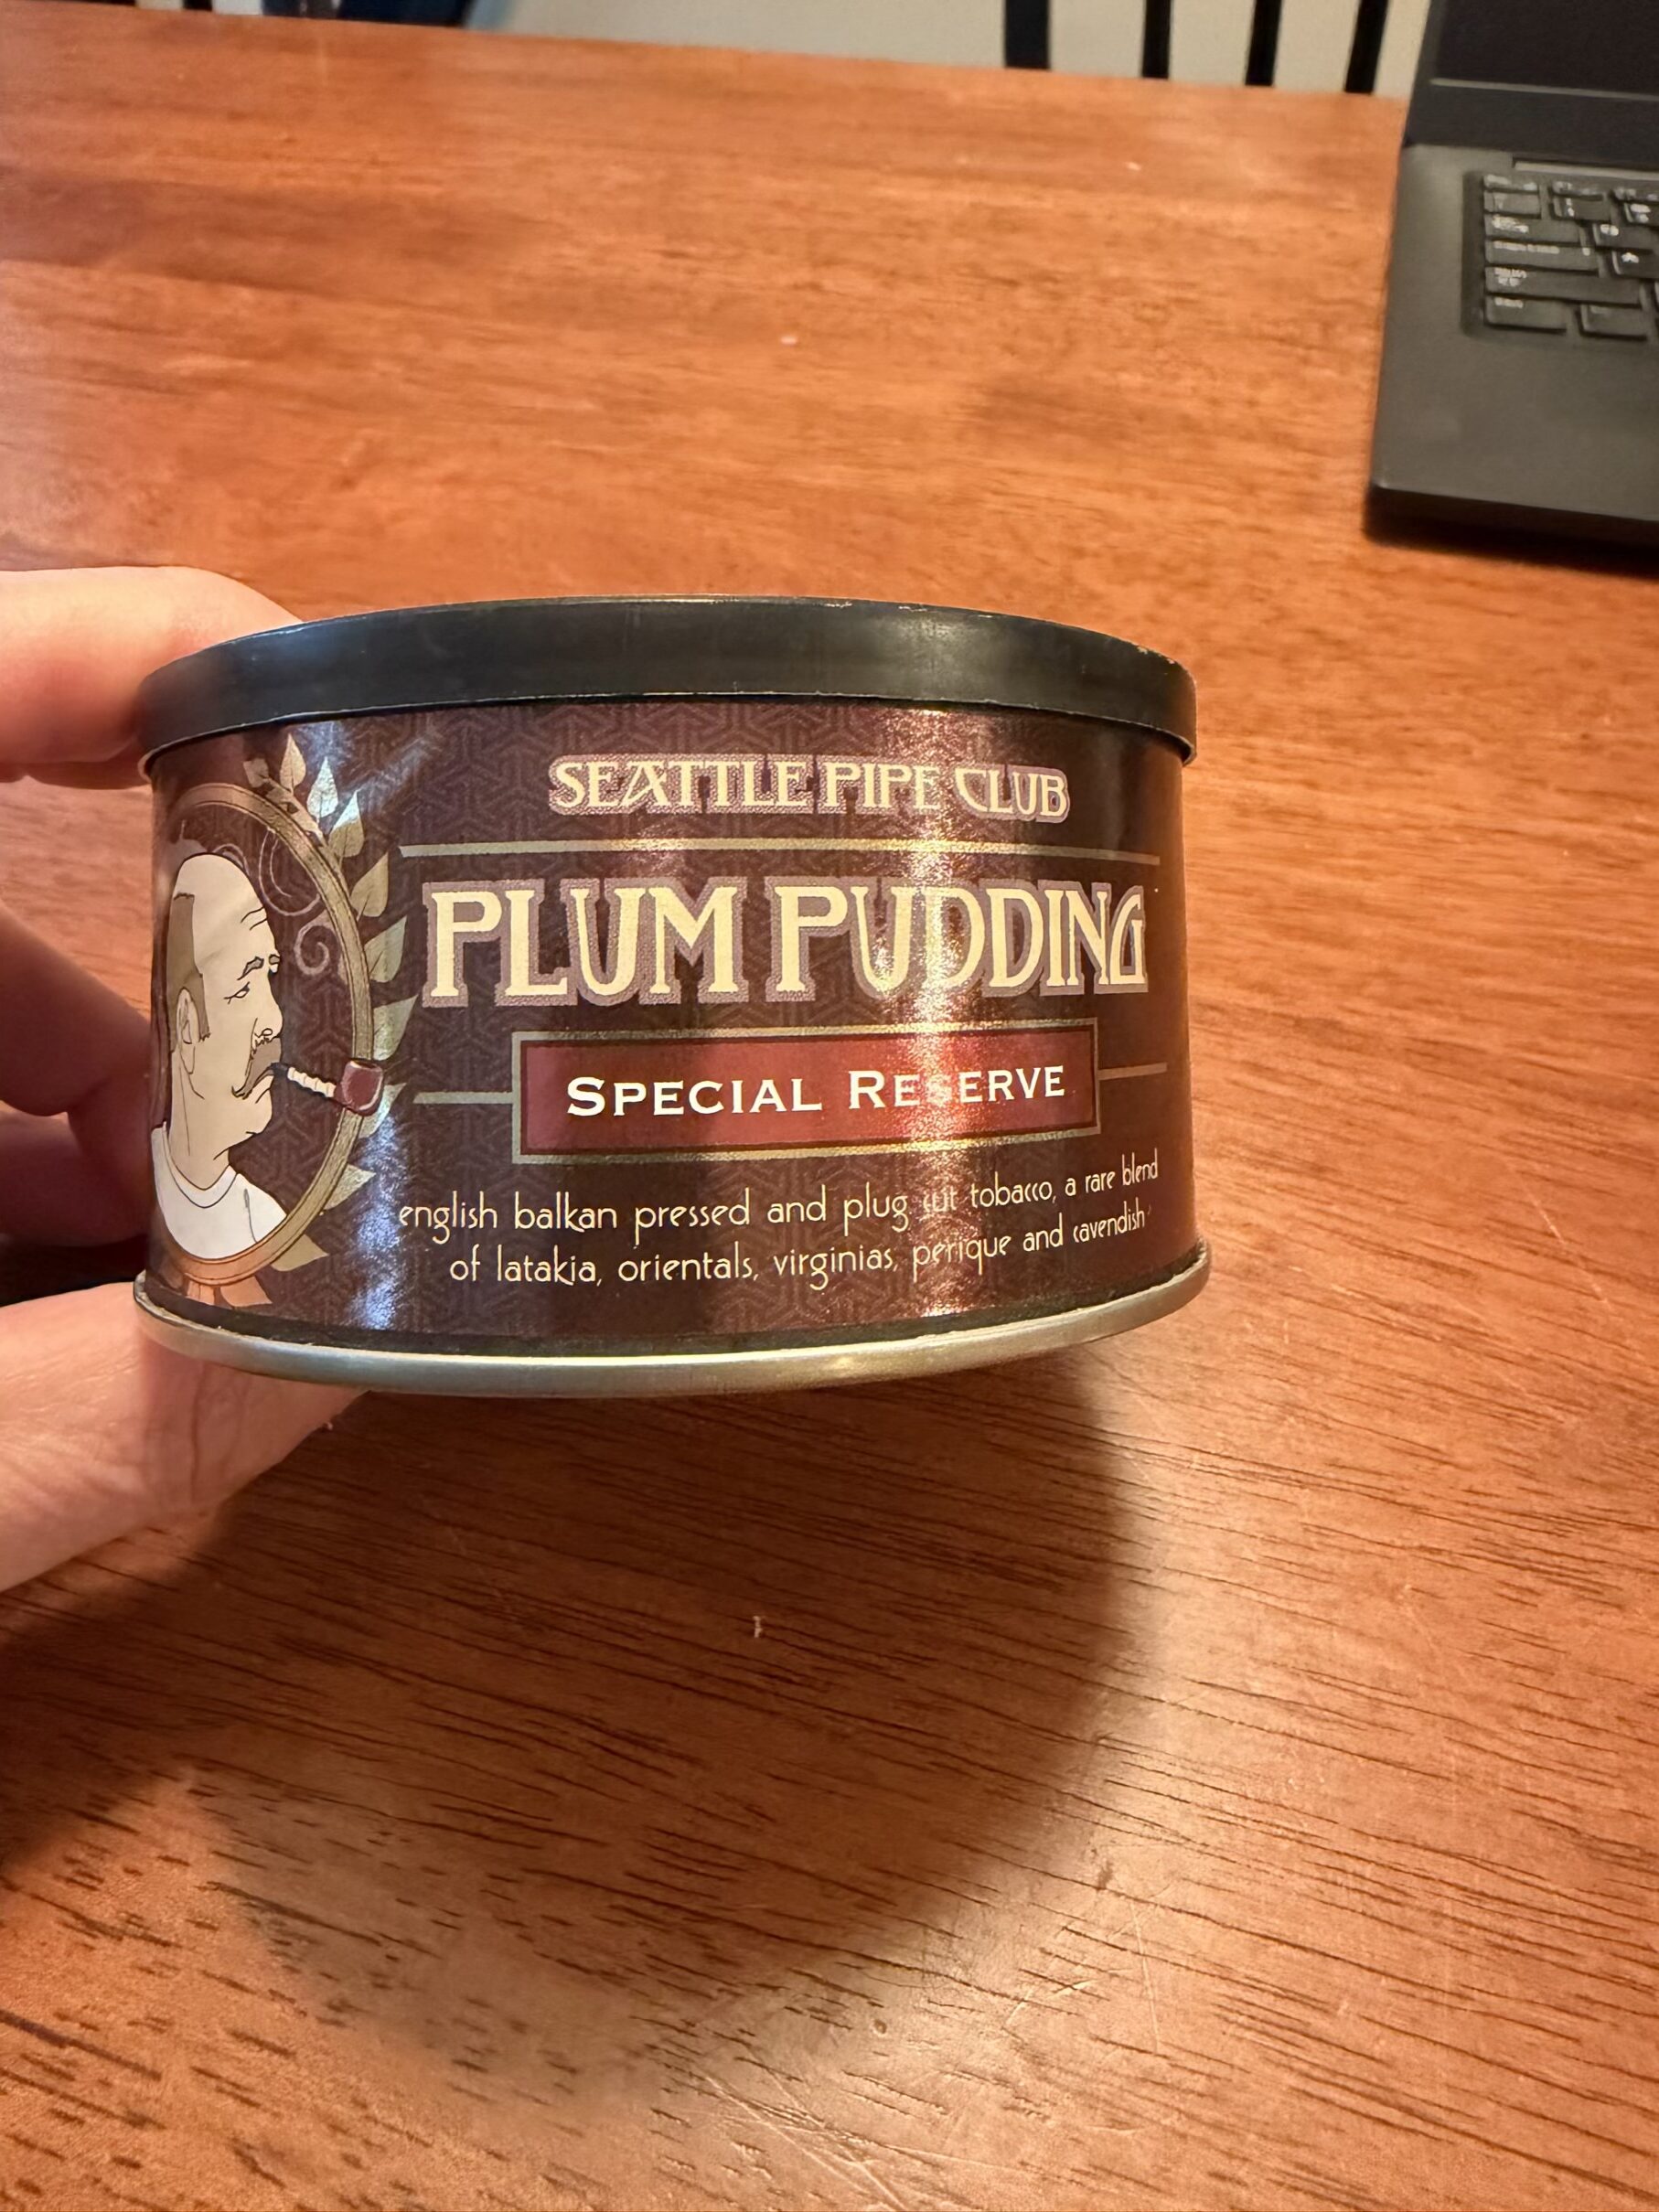 SEATTLE PIPE CLUB
PLUM PUDDING
SPECIAL RESERVE
english balkan pressed and plug cut tobacco, a rare blend
of latakia, orientals, virginias, perique and cavendish